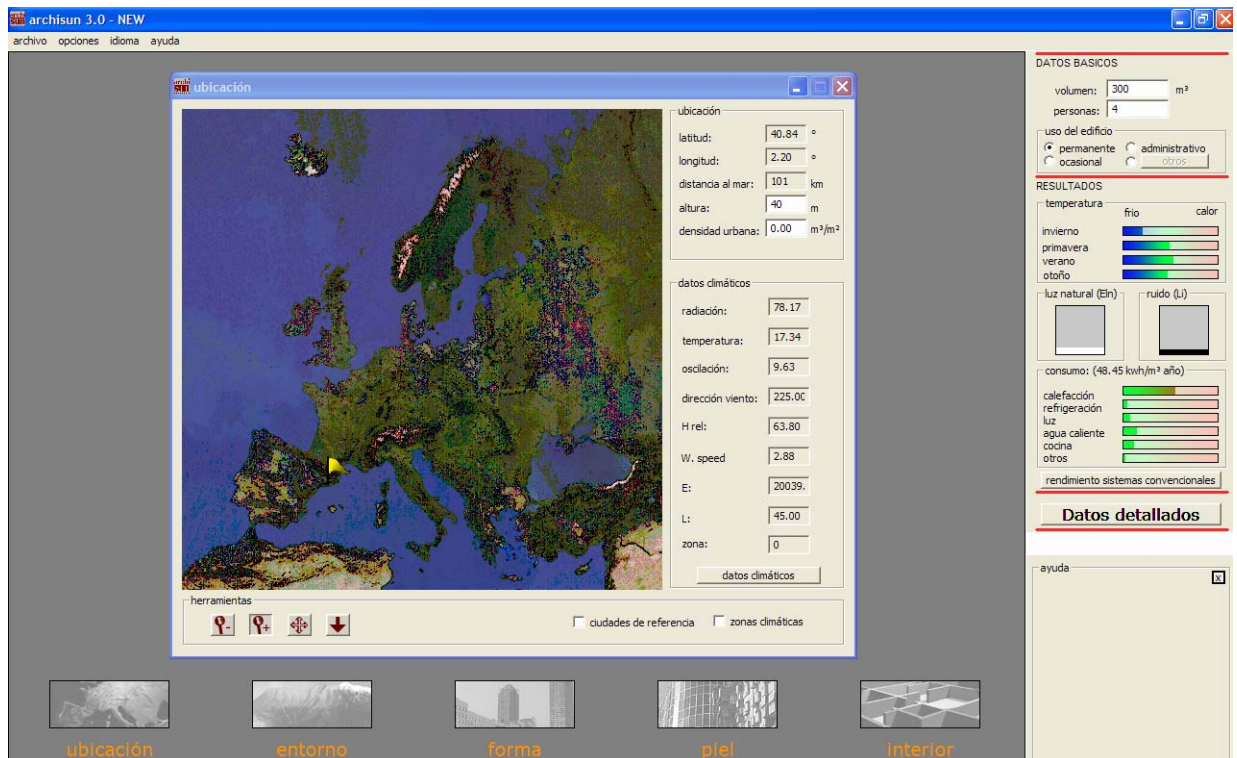 archisun 3.0 - NEW
archivo opciones idioma ayuda
archi sun ubicación
ubicación
latitud: 40.84 °
longitud: 2.20 °
distancia al mar: 101 km
altura: 40 m
densidad urbana: 0.00 m³/m²
datos climáticos
radiación: 78.17
temperatura: 17.34
oscilación: 9.63
dirección viento: 225.00
H rel: 63.80
W. speed 2.88
E: 20039.
L: 45.00
zona: 0
datos climáticos
herramientas
ciudades de referencia zonas climáticas
ubicación
entorno
forma
piel
interior
DATOS BASICOS
volumen: 300 m³
personas: 4
uso del edificio
permanente administrativo
ocasional otros
RESULTADOS
temperatura frio calor
invierno
primavera
verano
otoño
luz natural (Eln) ruido (Li)
consumo: (48.45 kwh/m³ año)
calefacción
refrigeración
luz
agua caliente
cocina
otros
rendimiento sistemas convencionales
Datos detallados
ayuda x